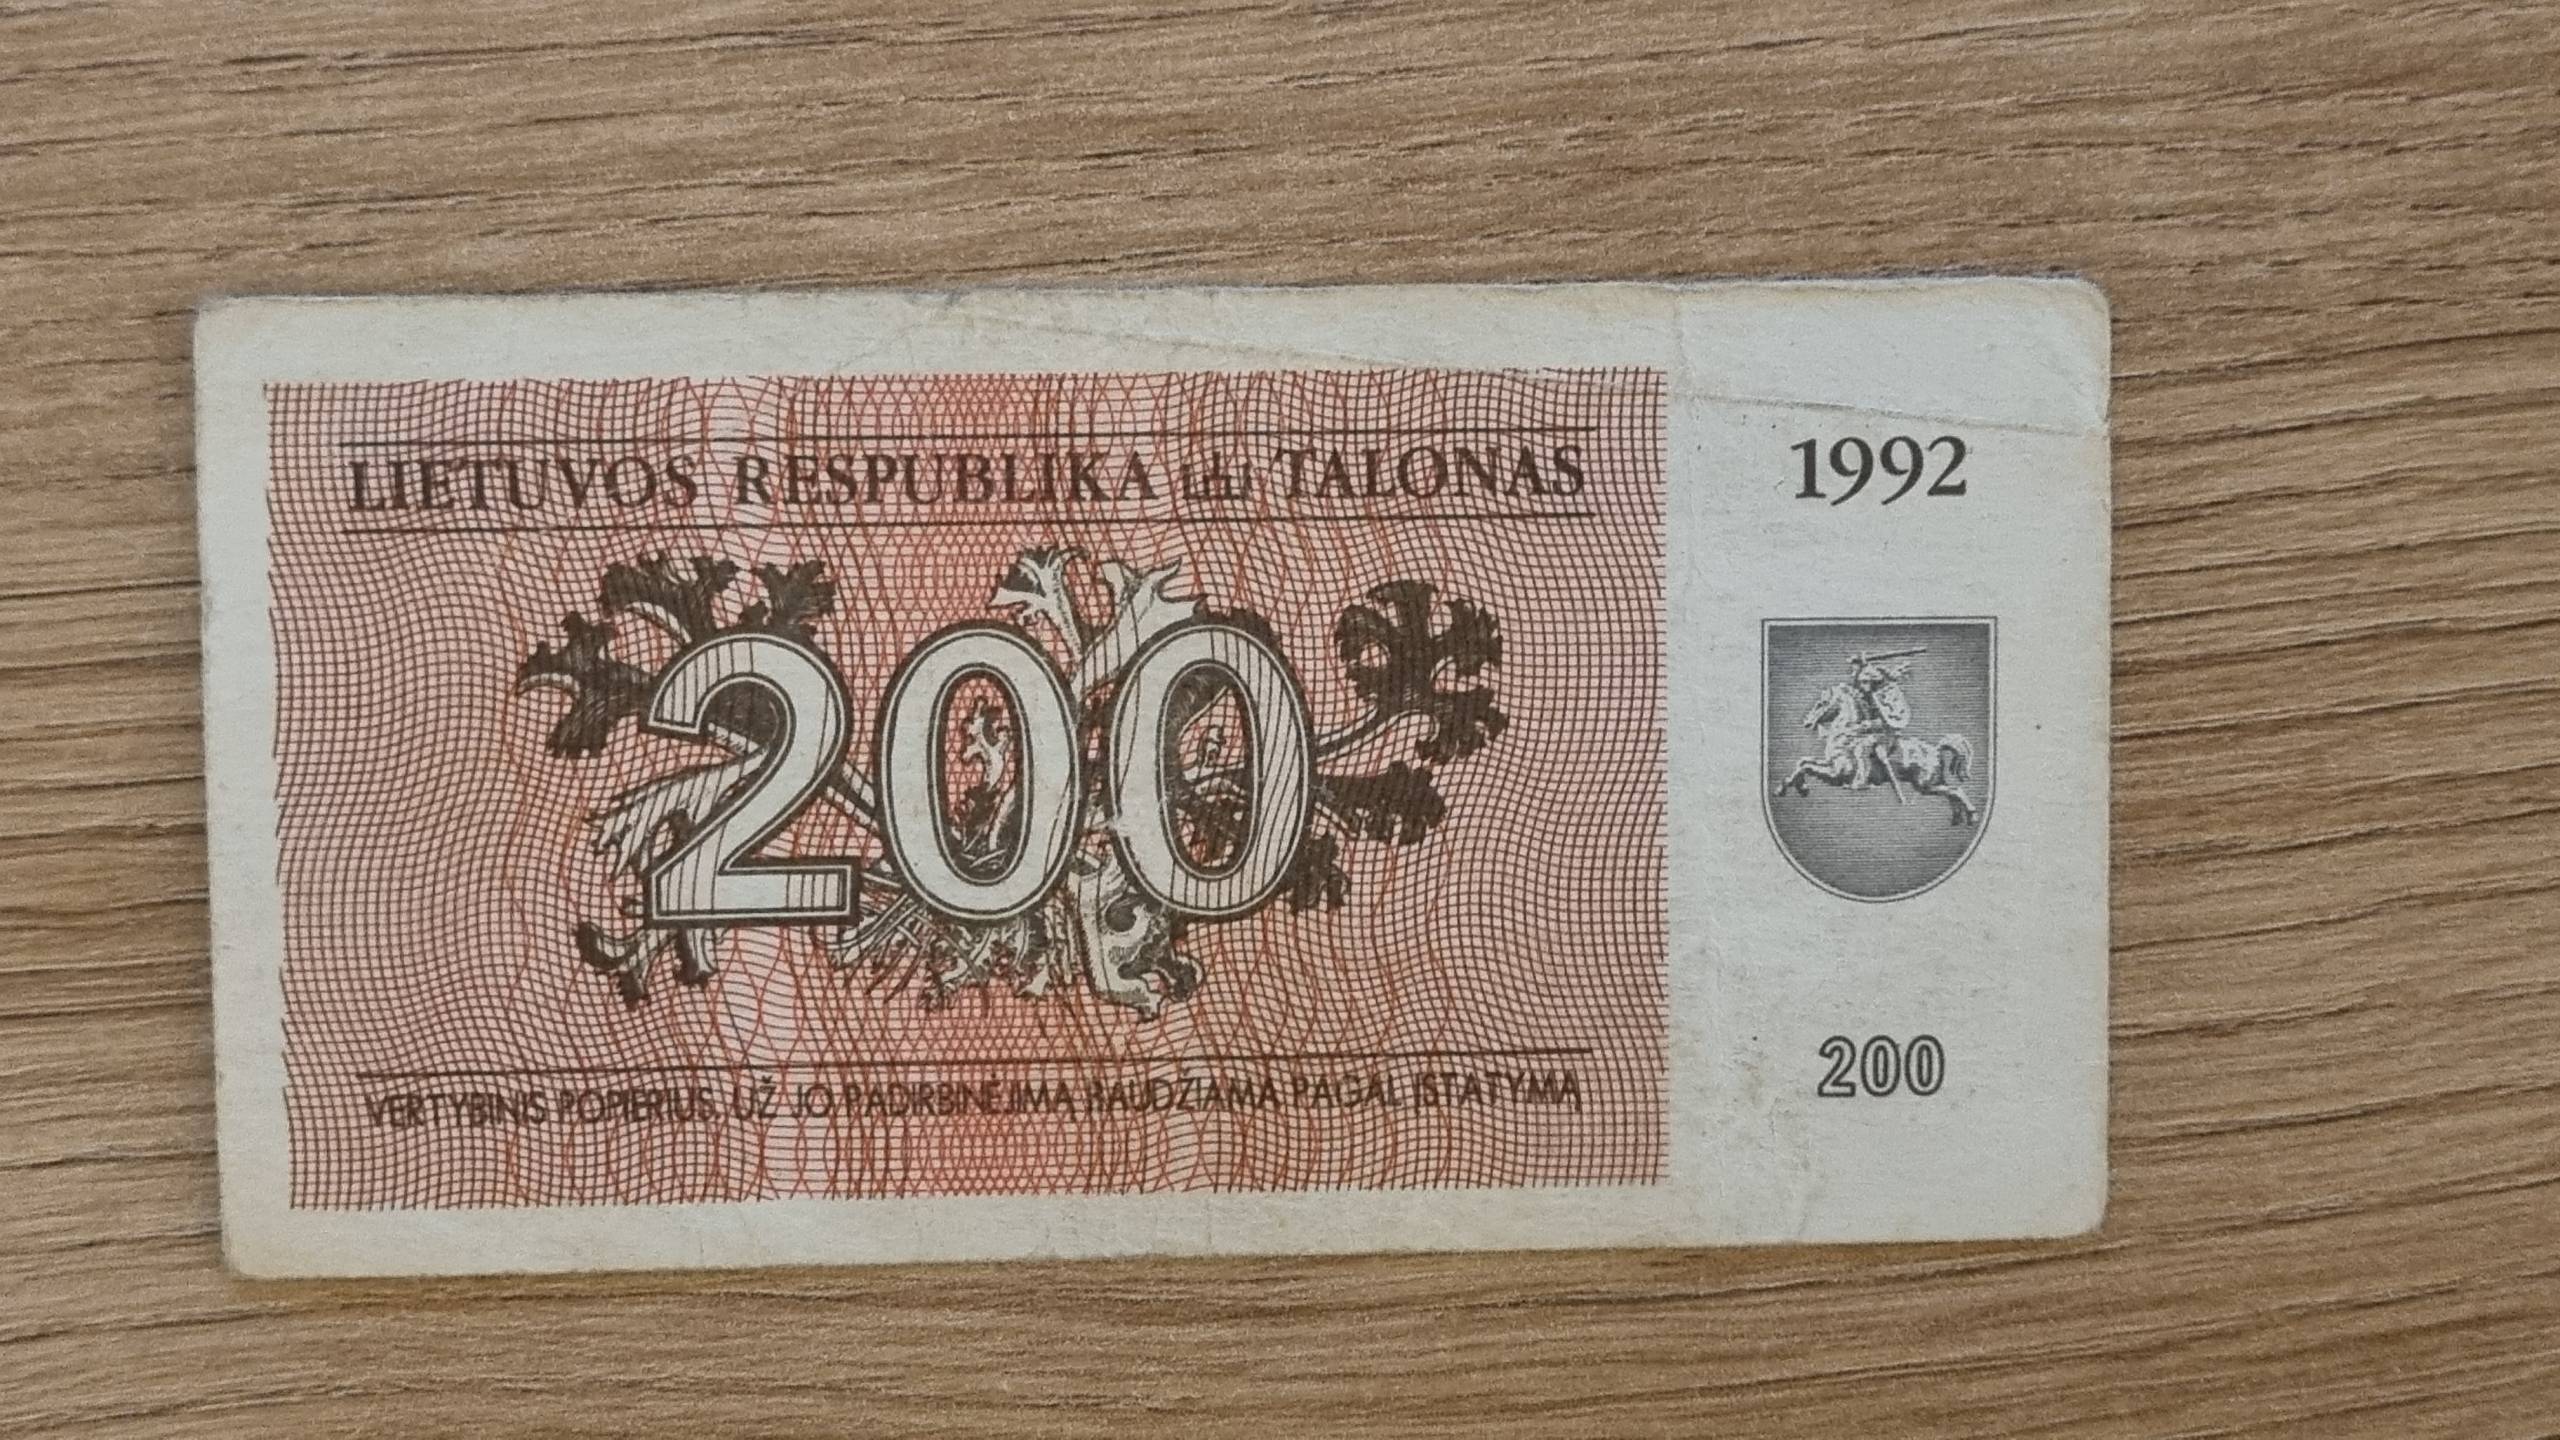 LIETUVOS RESPUBLIKA TALONAS
1992
200
VERTYBINIS POPIERIUS, UŽ JO PADIRBINĖJIMĄ BAUDŽIAMA PAGAL ĮSTATYMĄ
200